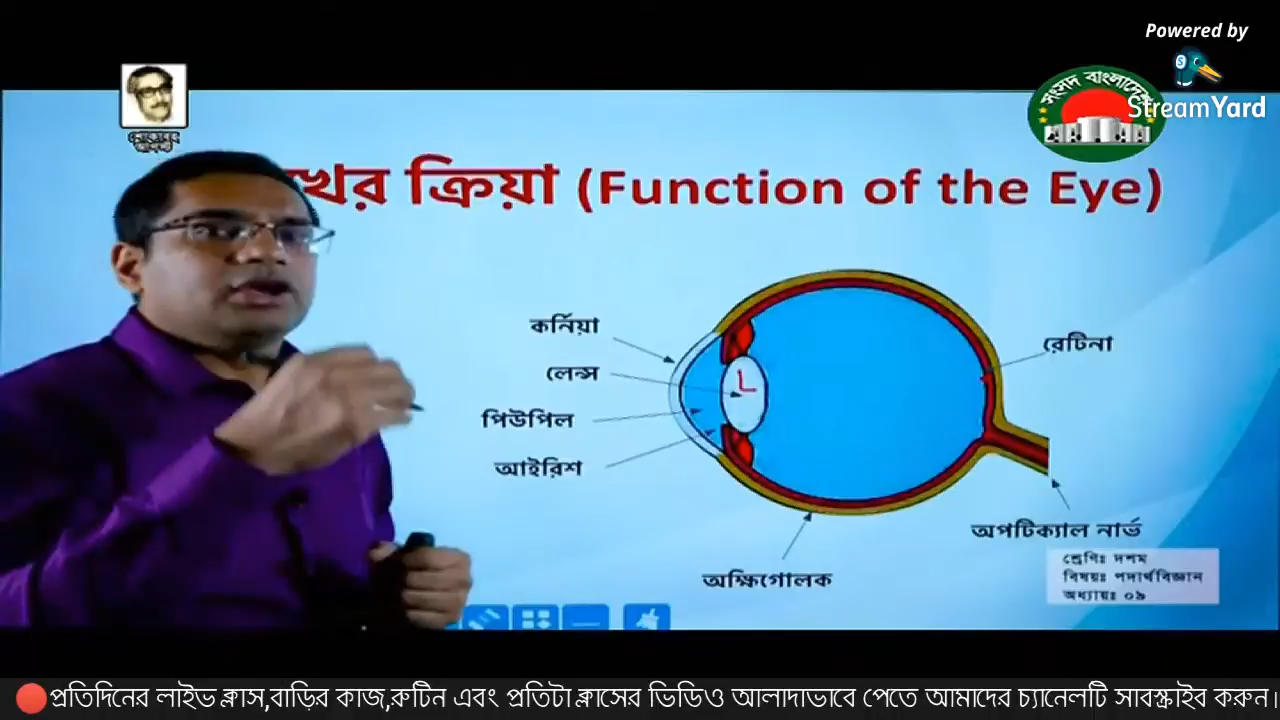 Powered by
StreamYard
সংসদ বাংলাদেশ
খের ক্রিয়া (Function of the Eye)
কর্নিয়া
লেন্স
পিউপিল
আইরিশ
রেটিনা
L
অপটিক্যাল নার্ভ
অক্ষিগোলক
শ্রেণিঃ দশম
বিষয়ঃ পদার্থবিজ্ঞান
অধ্যায়ঃ ০৯
প্রতিদিনের লাইভ ক্লাস,বাড়ির কাজ,রুটিন এবং প্রতিটা ক্লাসের ভিডিও আলাদাভাবে পেতে আমাদের চ্যানেলটি সাবস্ক্রাইব করুন।